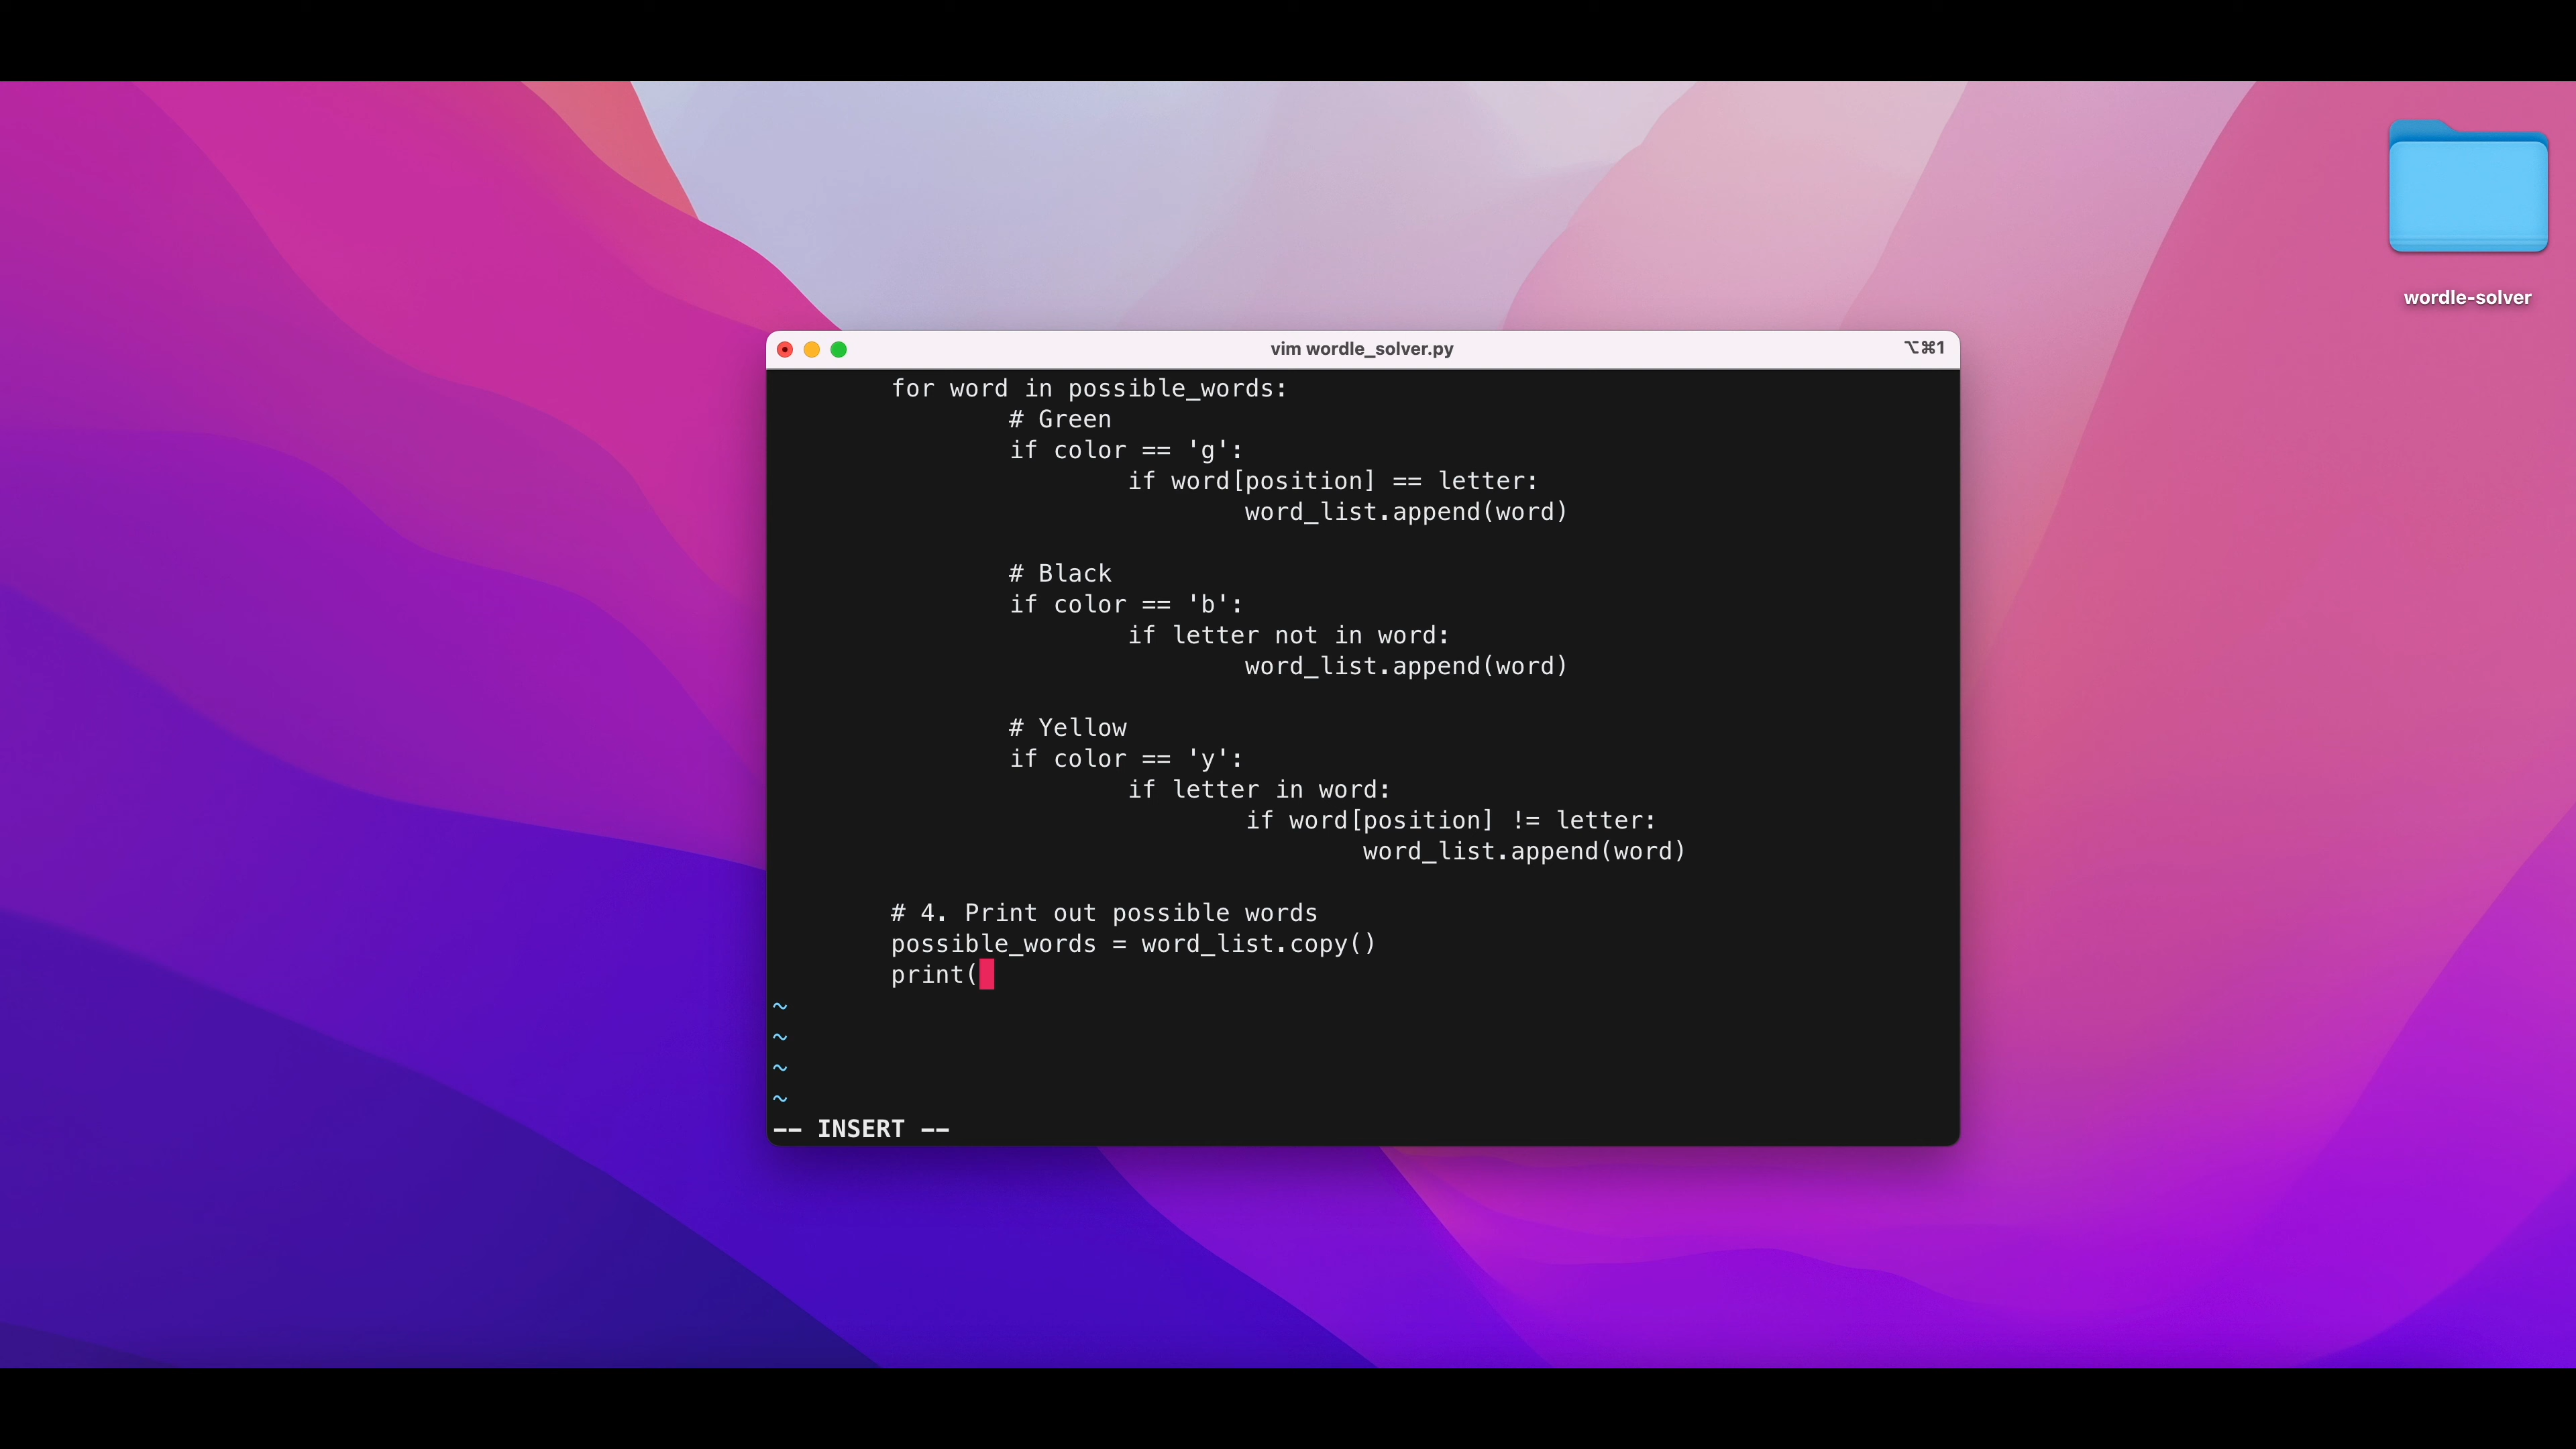 wordle-solver
vim wordle_solver.py
⌥⌘1
for word in possible_words:
# Green
if color == 'g':
if word[position] == letter:
word_list.append(word)
# Black
if color == 'b':
if letter not in word:
word_list.append(word)
# Yellow
if color == 'y':
if letter in word:
if word[position] != letter:
word_list.append(word)
# 4. Print out possible words
possible_words = word_list.copy()
print(
~
~
~
~
-- INSERT --